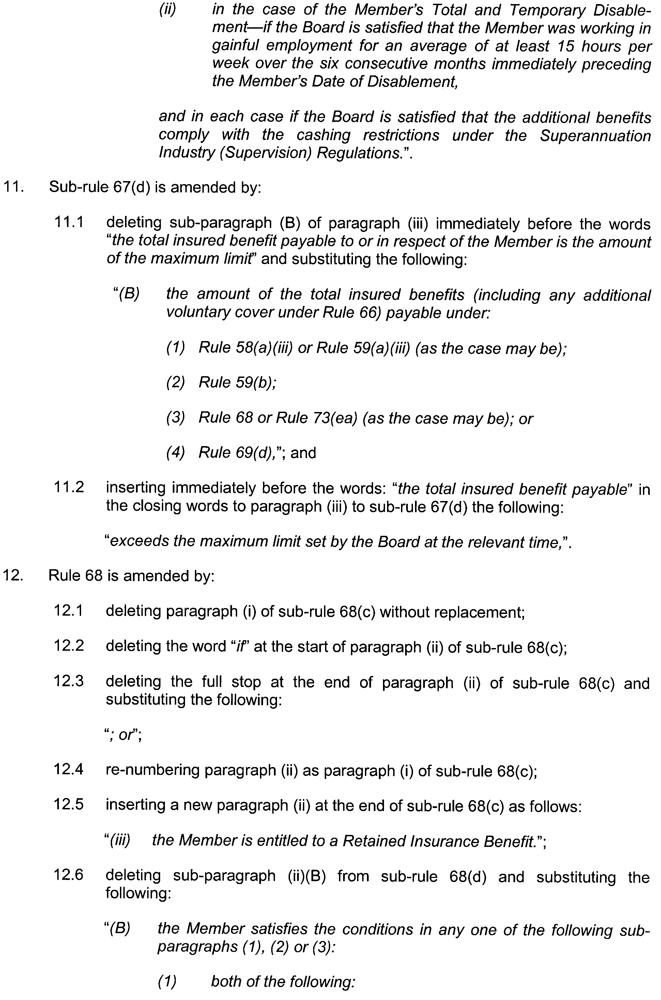 (ii) in the case of the Member's Total and Temporary Disable-
ment—if the Board is satisfied that the Member was working in
gainful employment for an average of at least 15 hours per
week over the six consecutive months immediately preceding
the Member's Date of Disablement,
and in each case if the Board is satisfied that the additional benefits
comply with the cashing restrictions under the Superannuation
Industry (Supervision) Regulations.”.
11. Sub-rule 67(d) is amended by:
11.1 deleting sub-paragraph (B) of paragraph (iii) immediately before the words
“the total insured benefit payable to or in respect of the Member is the amount
of the maximum limit” and substituting the following:
“(B) the amount of the total insured benefits (including any additional
voluntary cover under Rule 66) payable under:
(1) Rule 58(a)(iii) or Rule 59(a)(iii) (as the case may be);
(2) Rule 59(b);
(3) Rule 68 or Rule 73(ea) (as the case may be); or
(4) Rule 69(d),”; and
11.2 inserting immediately before the words: “the total insured benefit payable” in
the closing words to paragraph (iii) to sub-rule 67(d) the following:
“exceeds the maximum limit set by the Board at the relevant time,”.
12. Rule 68 is amended by:
12.1 deleting paragraph (i) of sub-rule 68(c) without replacement;
12.2 deleting the word “if” at the start of paragraph (ii) of sub-rule 68(c);
12.3 deleting the full stop at the end of paragraph (ii) of sub-rule 68(c) and
substituting the following:
“; or”;
12.4 re-numbering paragraph (ii) as paragraph (i) of sub-rule 68(c);
12.5 inserting a new paragraph (ii) at the end of sub-rule 68(c) as follows:
“(iii) the Member is entitled to a Retained Insurance Benefit.”;
12.6 deleting sub-paragraph (ii)(B) from sub-rule 68(d) and substituting the
following:
“(B) the Member satisfies the conditions in any one of the following sub-
paragraphs (1), (2) or (3):
(1) both of the following: